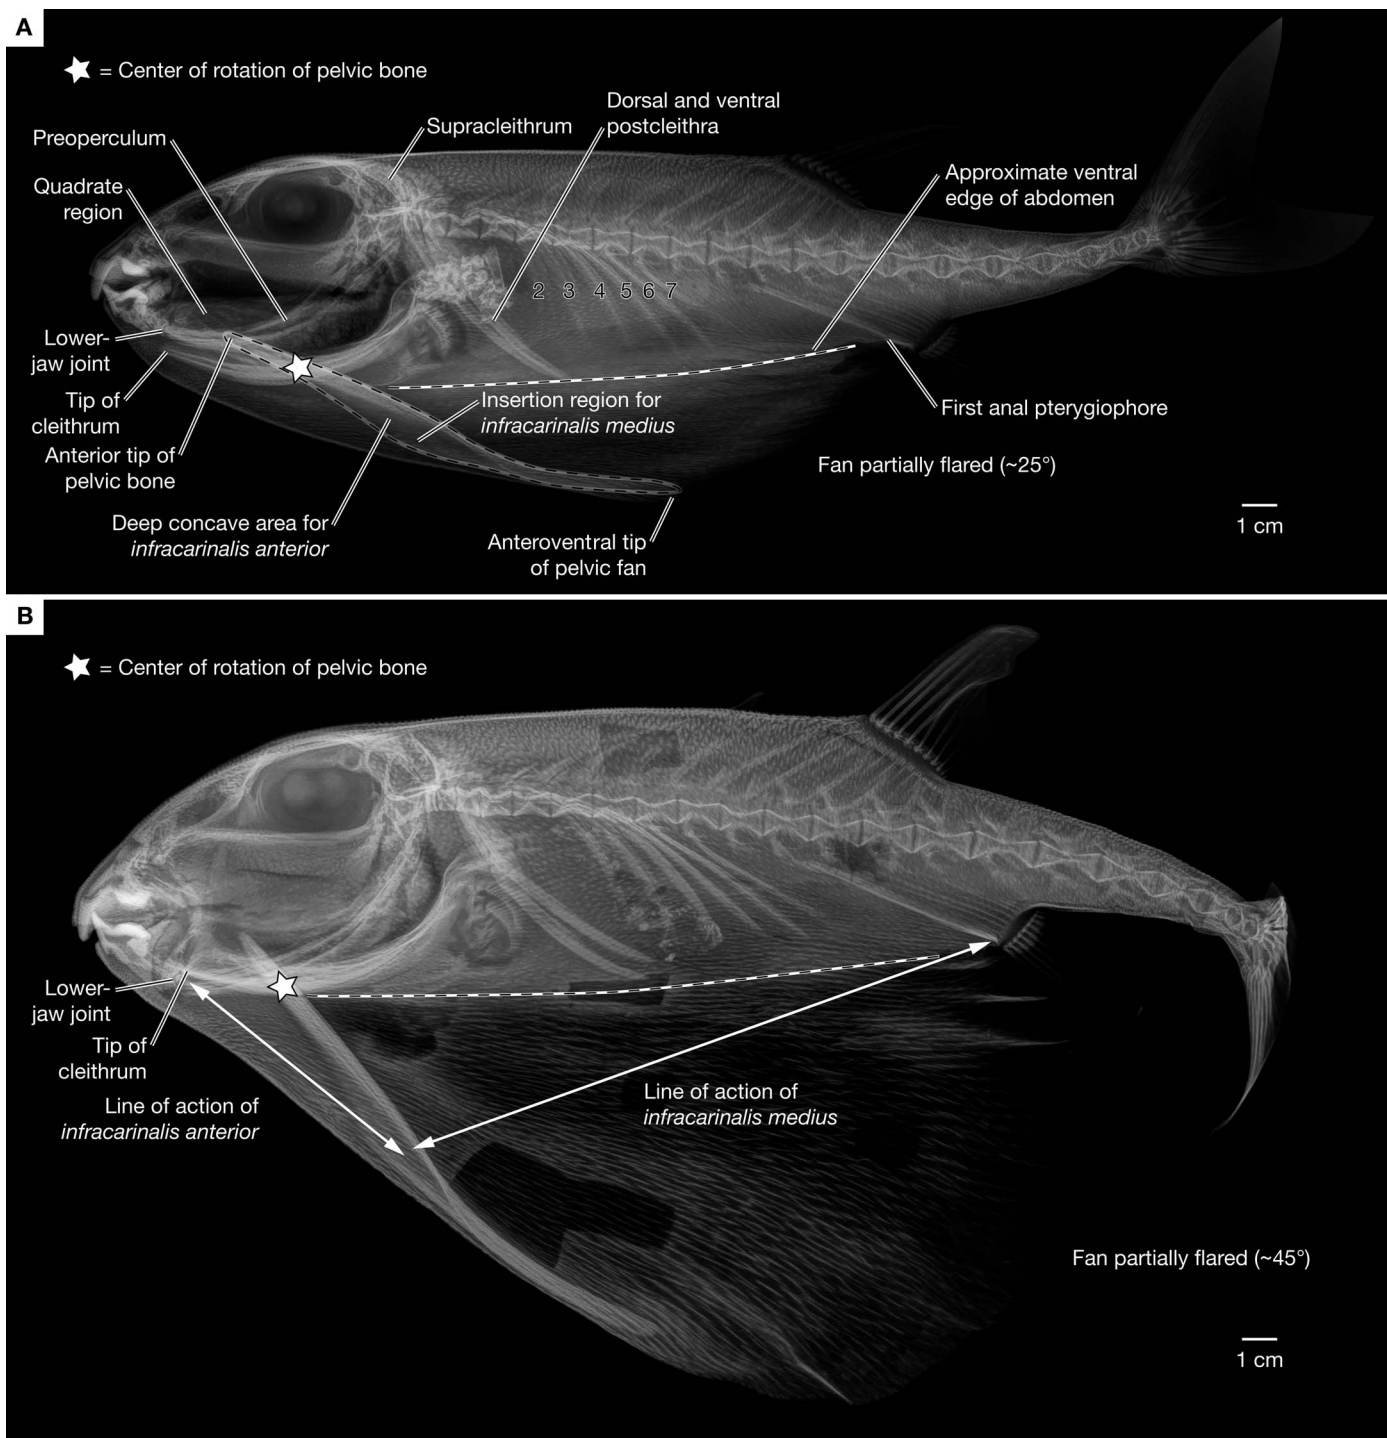 A
= Center of rotation of pelvic bone
Dorsal and ventral
postcleithra
Supracleithrum
Preoperculum
Quadrate
region
Approximate ventral
edge of abdomen
2 3 4 5 6 7
Lower-
jaw joint
Tip of
cleithrum
Anterior tip of
pelvic bone
Insertion region for
infracarinalis medius
First anal pterygiophore
Fan partially flared (~25°)
Deep concave area for
infracarinalis anterior
Anteroventral tip
of pelvic fan
1 cm
B
= Center of rotation of pelvic bone
Lower-
jaw joint
Tip of
cleithrum
Line of action of
infracarinalis anterior
Line of action of
infracarinalis medius
Fan partially flared (~45°)
1 cm